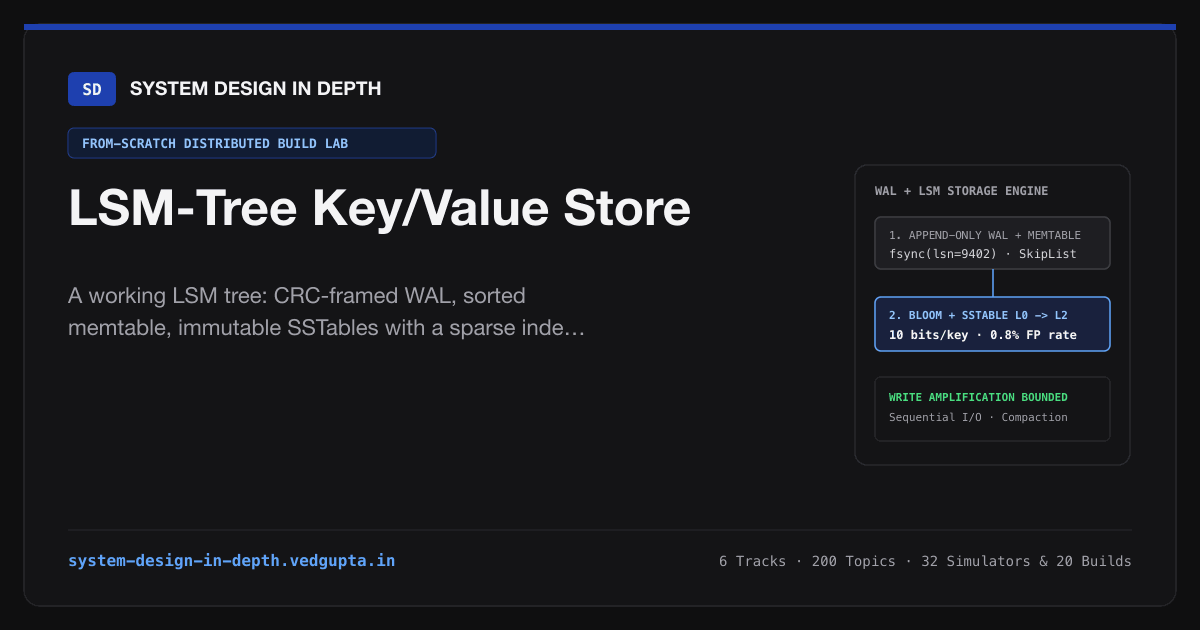 SD
SYSTEM DESIGN IN DEPTH
FROM-SCRATCH DISTRIBUTED BUILD LAB
LSM-Tree Key/Value Store
A working LSM tree: CRC-framed WAL, sorted
memtable, immutable SSTables with a sparse inde…
WAL + LSM STORAGE ENGINE
1. APPEND-ONLY WAL + MEMTABLE
fsync(lsn=9402) · SkipList
2. BLOOM + SSTABLE L0 -> L2
10 bits/key · 0.8% FP rate
WRITE AMPLIFICATION BOUNDED
Sequential I/O · Compaction
system-design-in-depth.vedgupta.in
6 Tracks · 200 Topics · 32 Simulators & 20 Builds